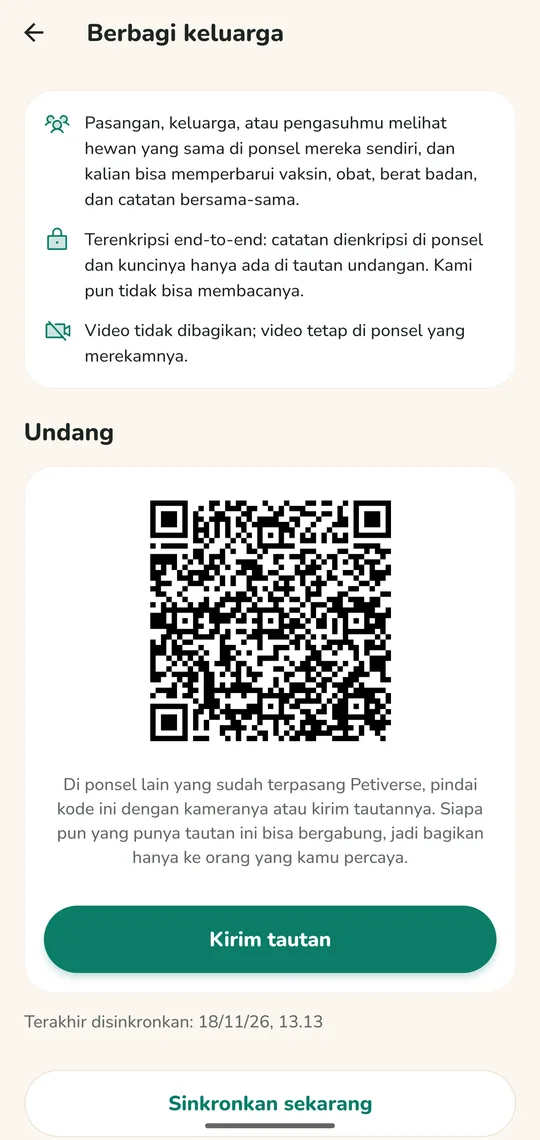 Berbagi keluarga
Pasangan, keluarga, atau pengasuhmu melihat
hewan yang sama di ponsel mereka sendiri, dan
kalian bisa memperbarui vaksin, obat, berat badan,
dan catatan bersama-sama.
Terenkripsi end-to-end: catatan dienkripsi di ponsel
dan kuncinya hanya ada di tautan undangan. Kami
pun tidak bisa membacanya.
Video tidak dibagikan; video tetap di ponsel yang
merekamnya.
Undang
Di ponsel lain yang sudah terpasang Petiverse, pindai
kode ini dengan kameranya atau kirim tautannya. Siapa
pun yang punya tautan ini bisa bergabung, jadi bagikan
hanya ke orang yang kamu percaya.
Kirim tautan
Terakhir disinkronkan: 18/11/26, 13.13
Sinkronkan sekarang